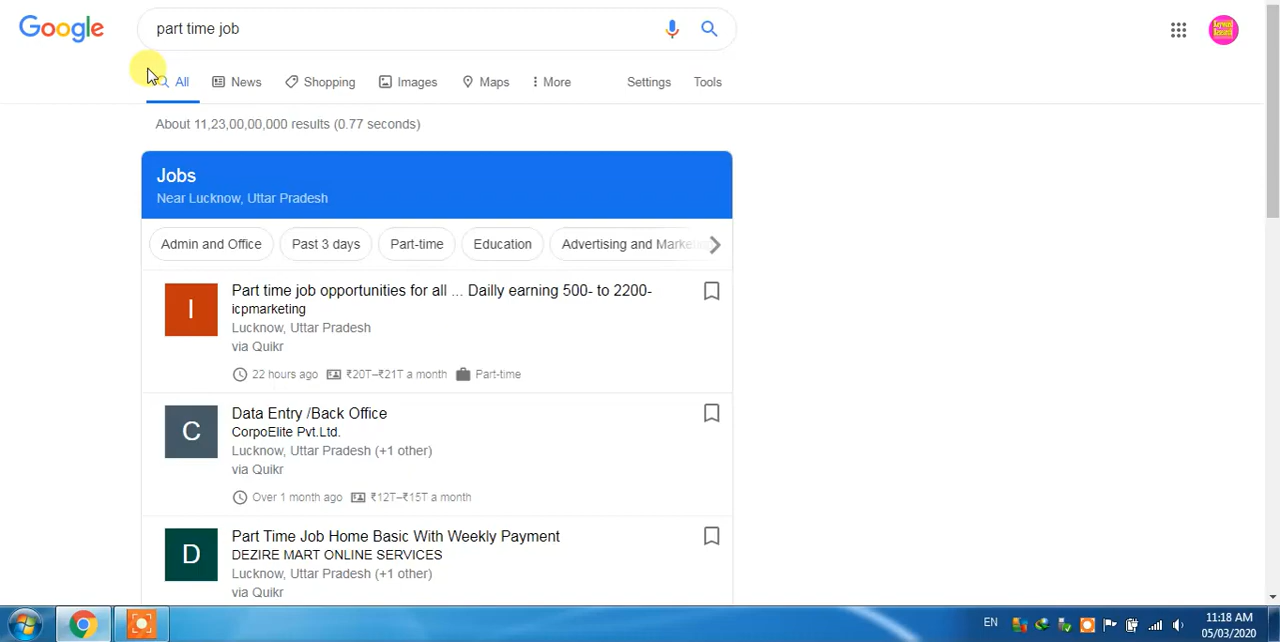 Google
part time job
All
News
Shopping
Images
Maps
More
Settings
Tools
About 11,23,00,00,000 results (0.77 seconds)
Jobs
Near Lucknow, Uttar Pradesh
Admin and Office
Past 3 days
Part-time
Education
Advertising and Marke
I
Part time job opportunities for all ... Dailly earning 500- to 2200-
icpmarketing
Lucknow, Uttar Pradesh
via Quikr
22 hours ago
₹20T–₹21T a month
Part-time
C
Data Entry /Back Office
CorpoElite Pvt.Ltd.
Lucknow, Uttar Pradesh (+1 other)
via Quikr
Over 1 month ago
₹12T–₹15T a month
D
Part Time Job Home Basic With Weekly Payment
DEZIRE MART ONLINE SERVICES
Lucknow, Uttar Pradesh (+1 other)
via Quikr
EN
11:18 AM
05/03/2020